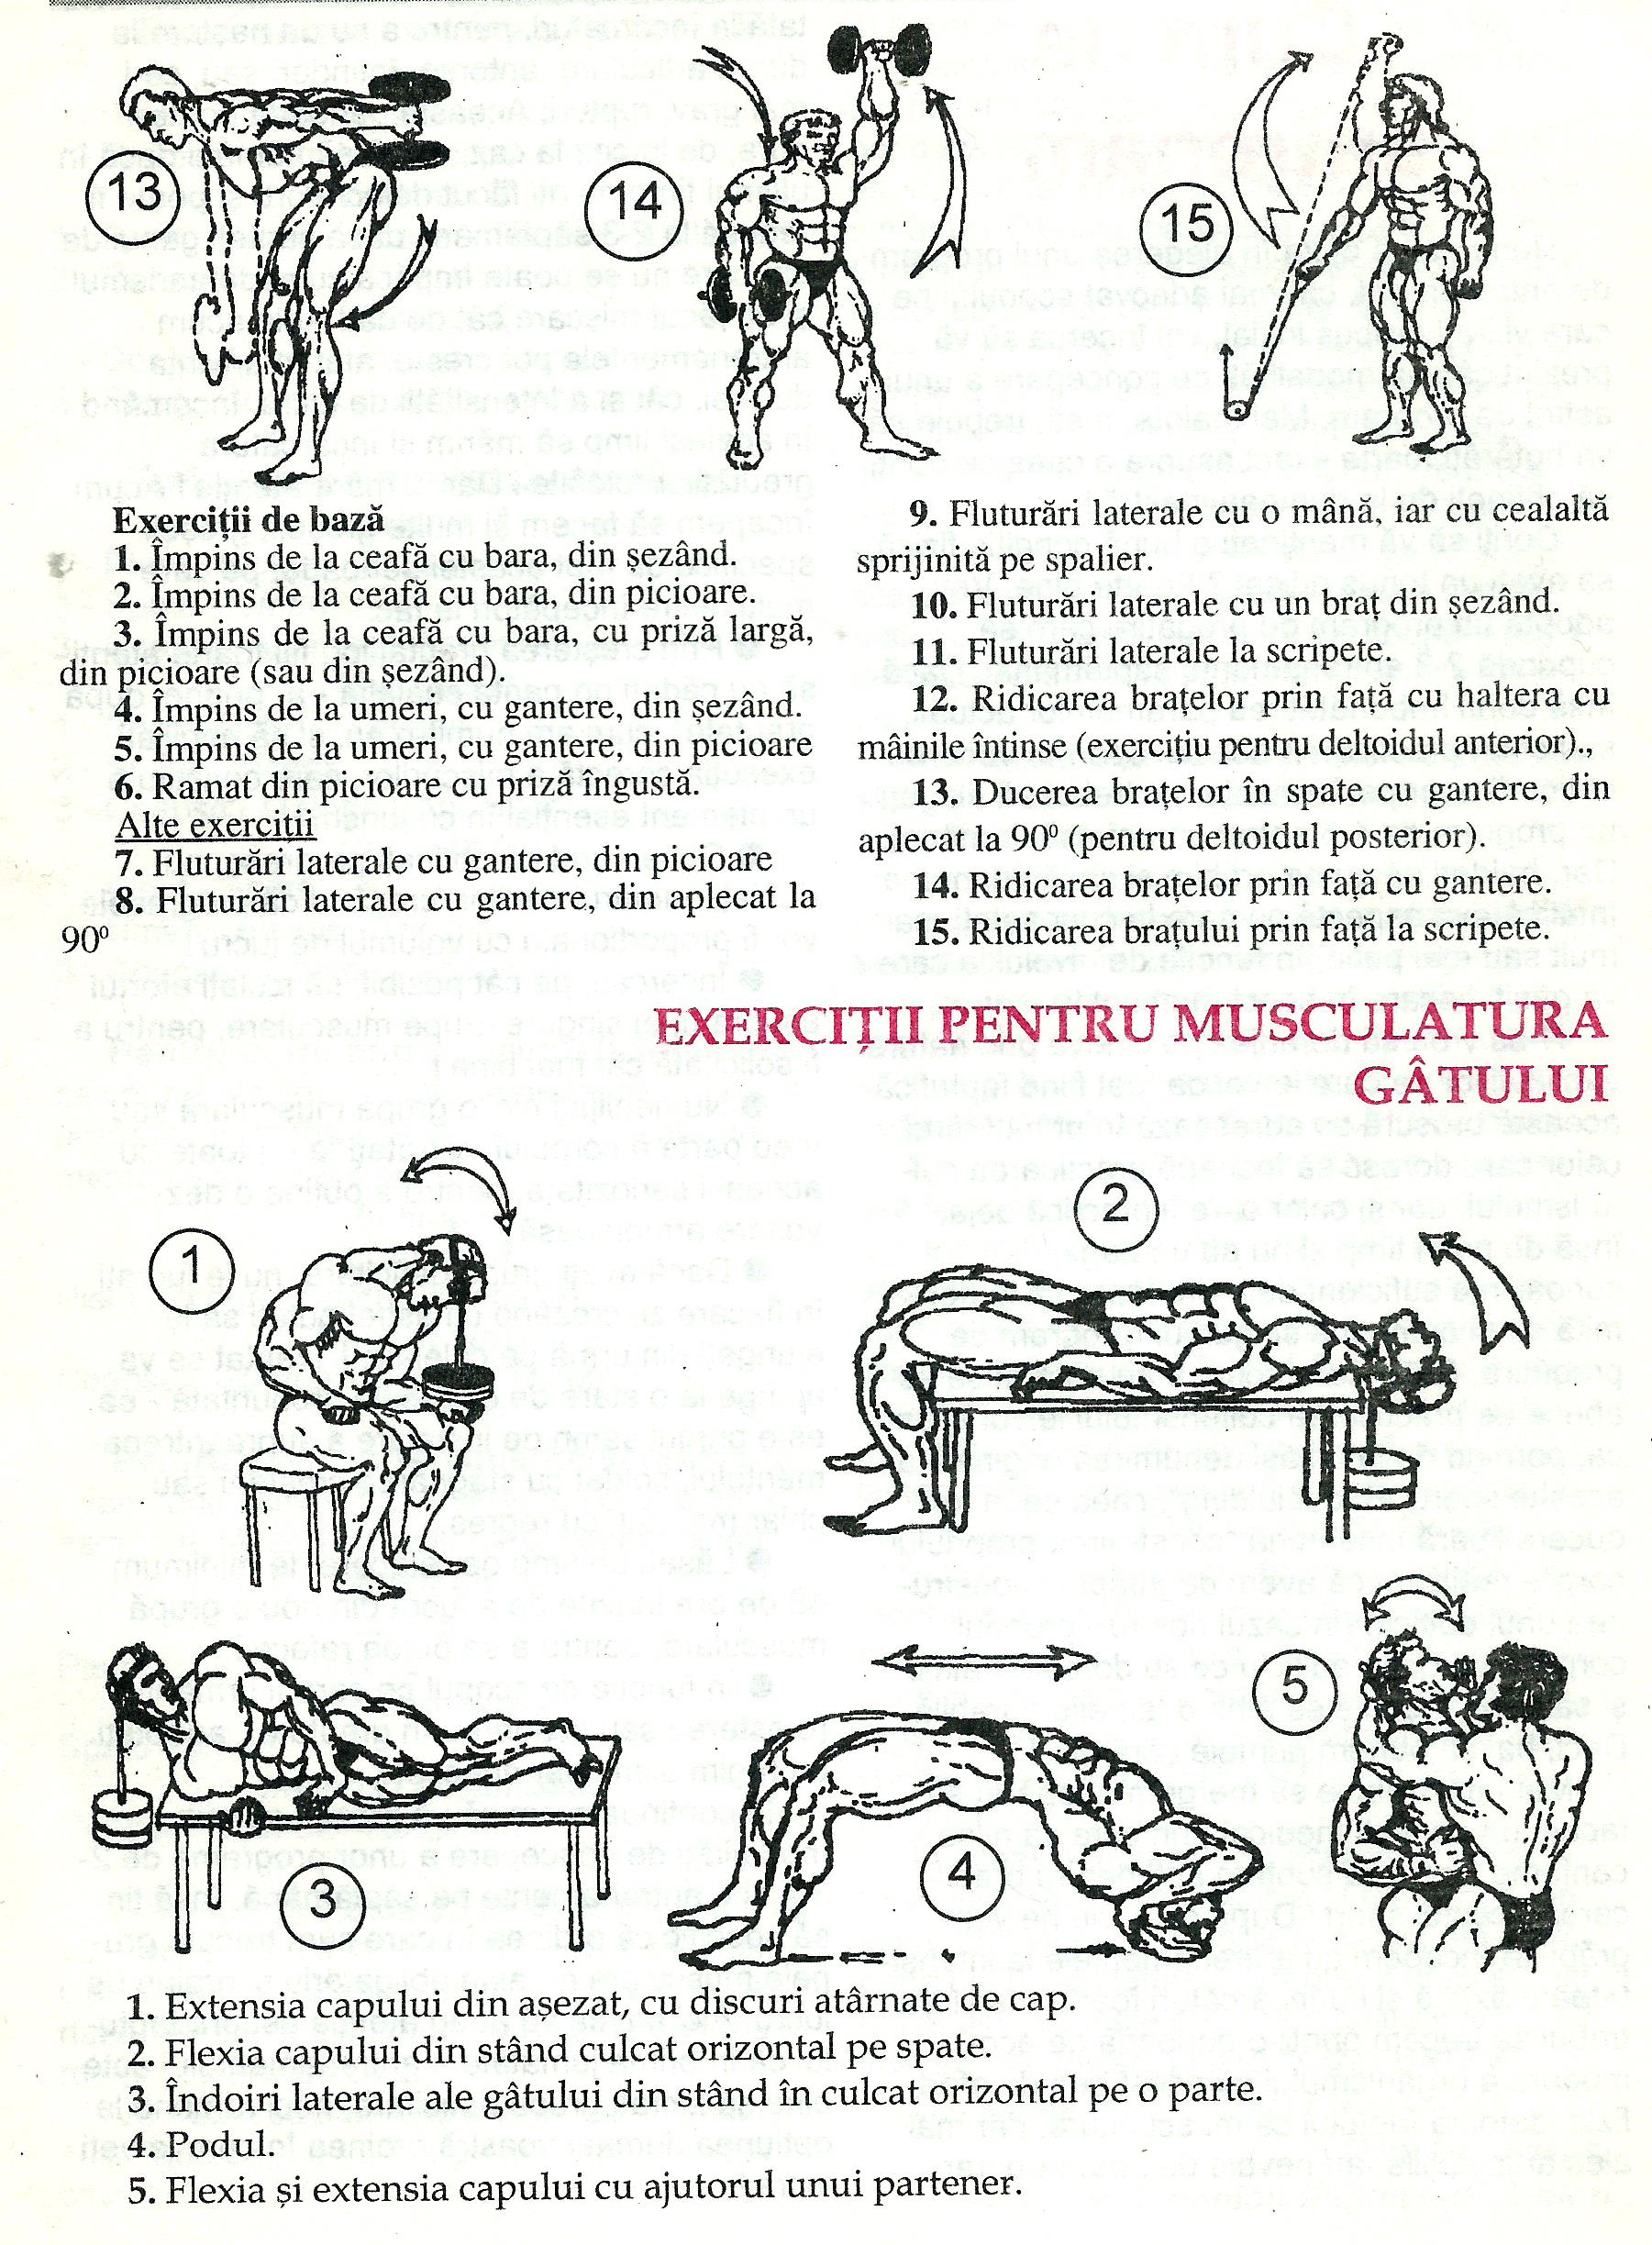 13
14
15
Exerciții de bază
1. Împins de la ceafă cu bara, din șezând.
2. Împins de la ceafă cu bara, din picioare.
3. Împins de la ceafă cu bara, cu priză largă,
din picioare (sau din șezând).
4. Împins de la umeri, cu gantere, din șezând.
5. Împins de la umeri, cu gantere, din picioare
6. Ramat din picioare cu priză îngustă.
Alte exerciții
7. Fluturări laterale cu gantere, din picioare
8. Fluturări laterale cu gantere, din aplecat la
90⁰
9. Fluturări laterale cu o mână, iar cu cealaltă
sprijinită pe spalier.
10. Fluturări laterale cu un braț din șezând.
11. Fluturări laterale la scripete.
12. Ridicarea brațelor prin față cu haltera cu
mâinile întinse (exercițiu pentru deltoidul anterior).,
13. Ducerea brațelor în spate cu gantere, din
aplecat la 90⁰ (pentru deltoidul posterior).
14. Ridicarea brațelor prin față cu gantere.
15. Ridicarea brațului prin față la scripete.
EXERCIȚII PENTRU MUSCULATURA
GÂTULUI
1
2
3
4
5
1. Extensia capului din așezat, cu discuri atârnate de cap.
2. Flexia capului din stând culcat orizontal pe spate.
3. Îndoiri laterale ale gâtului din stând în culcat orizontal pe o parte.
4. Podul.
5. Flexia și extensia capului cu ajutorul unui partener.